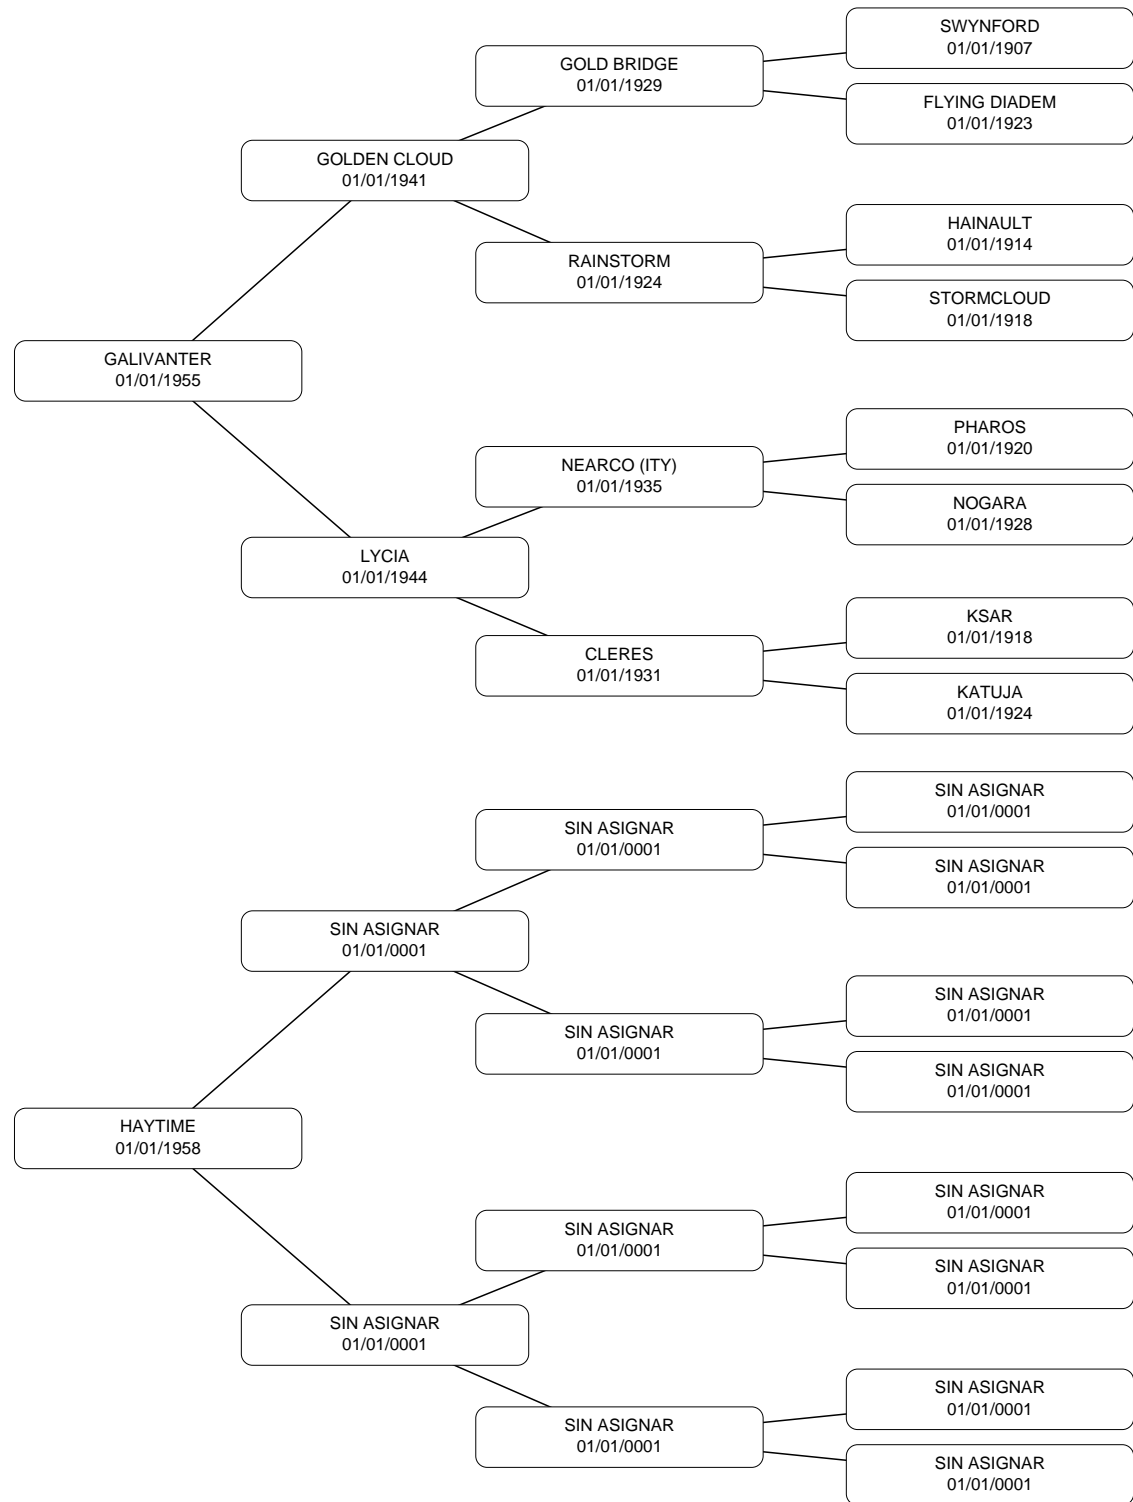 SWYNFORD
01/01/1907
GOLD BRIDGE
01/01/1929
FLYING DIADEM
01/01/1923
GOLDEN CLOUD
01/01/1941
HAINAULT
01/01/1914
RAINSTORM
01/01/1924
STORMCLOUD
01/01/1918
GALIVANTER
01/01/1955
PHAROS
01/01/1920
NEARCO (ITY)
01/01/1935
NOGARA
01/01/1928
LYCIA
01/01/1944
KSAR
01/01/1918
CLERES
01/01/1931
KATUJA
01/01/1924
SIN ASIGNAR
01/01/0001
SIN ASIGNAR
01/01/0001
SIN ASIGNAR
01/01/0001
SIN ASIGNAR
01/01/0001
SIN ASIGNAR
01/01/0001
SIN ASIGNAR
01/01/0001
SIN ASIGNAR
01/01/0001
HAYTIME
01/01/1958
SIN ASIGNAR
01/01/0001
SIN ASIGNAR
01/01/0001
SIN ASIGNAR
01/01/0001
SIN ASIGNAR
01/01/0001
SIN ASIGNAR
01/01/0001
SIN ASIGNAR
01/01/0001
SIN ASIGNAR
01/01/0001